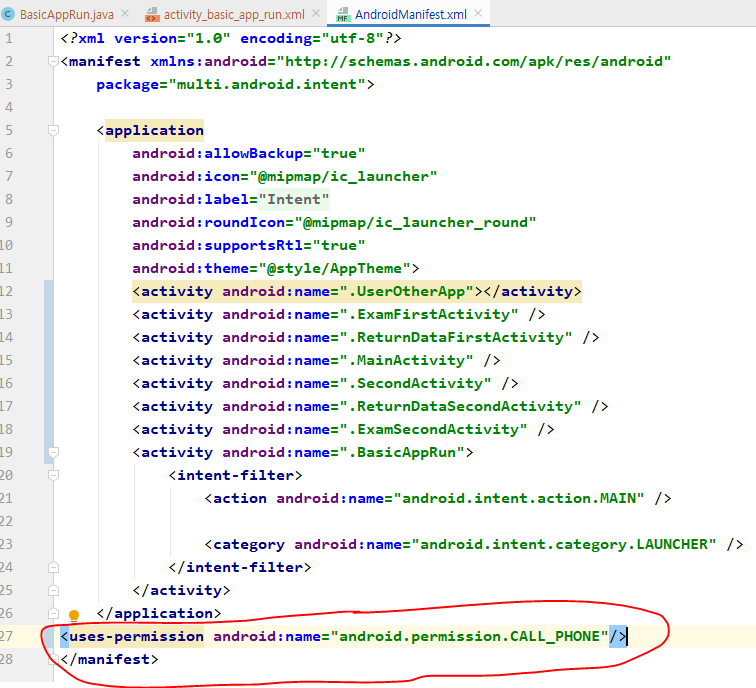 BasicAppRun.java activity_basic_app_run.xml AndroidManifest.xml
1 <?xml version="1.0" encoding="utf-8"?>
2 <manifest xmlns:android="http://schemas.android.com/apk/res/android"
3 package="multi.android.intent">
4
5 <application
6 android:allowBackup="true"
7 android:icon="@mipmap/ic_launcher"
8 android:label="Intent"
9 android:roundIcon="@mipmap/ic_launcher_round"
10 android:supportsRtl="true"
11 android:theme="@style/AppTheme">
12 <activity android:name=".UserOtherApp"></activity>
13 <activity android:name=".ExamFirstActivity" />
14 <activity android:name=".ReturnDataFirstActivity" />
15 <activity android:name=".MainActivity" />
16 <activity android:name=".SecondActivity" />
17 <activity android:name=".ReturnDataSecondActivity" />
18 <activity android:name=".ExamSecondActivity" />
19 <activity android:name=".BasicAppRun">
20 <intent-filter>
21 <action android:name="android.intent.action.MAIN" />
22
23 <category android:name="android.intent.category.LAUNCHER" />
24 </intent-filter>
25 </activity>
26 </application>
27 <uses-permission android:name="android.permission.CALL_PHONE"/>
28 </manifest>